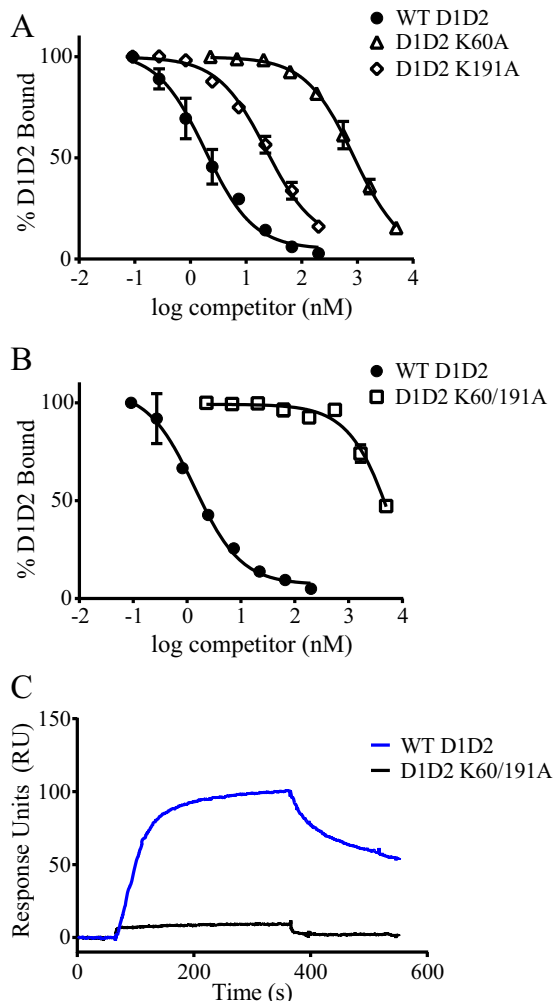 A
WT D1D2
D1D2 K60A
D1D2 K191A
100
50
0
% D1D2 Bound
-2 -1 0 1 2 3 4
log competitor (nM)
B
WT D1D2
D1D2 K60/191A
100
50
0
% D1D2 Bound
-2 -1 0 1 2 3 4
log competitor (nM)
C
WT D1D2
D1D2 K60/191A
150
100
50
0
Response Units (RU)
200 400 600
Time (s)